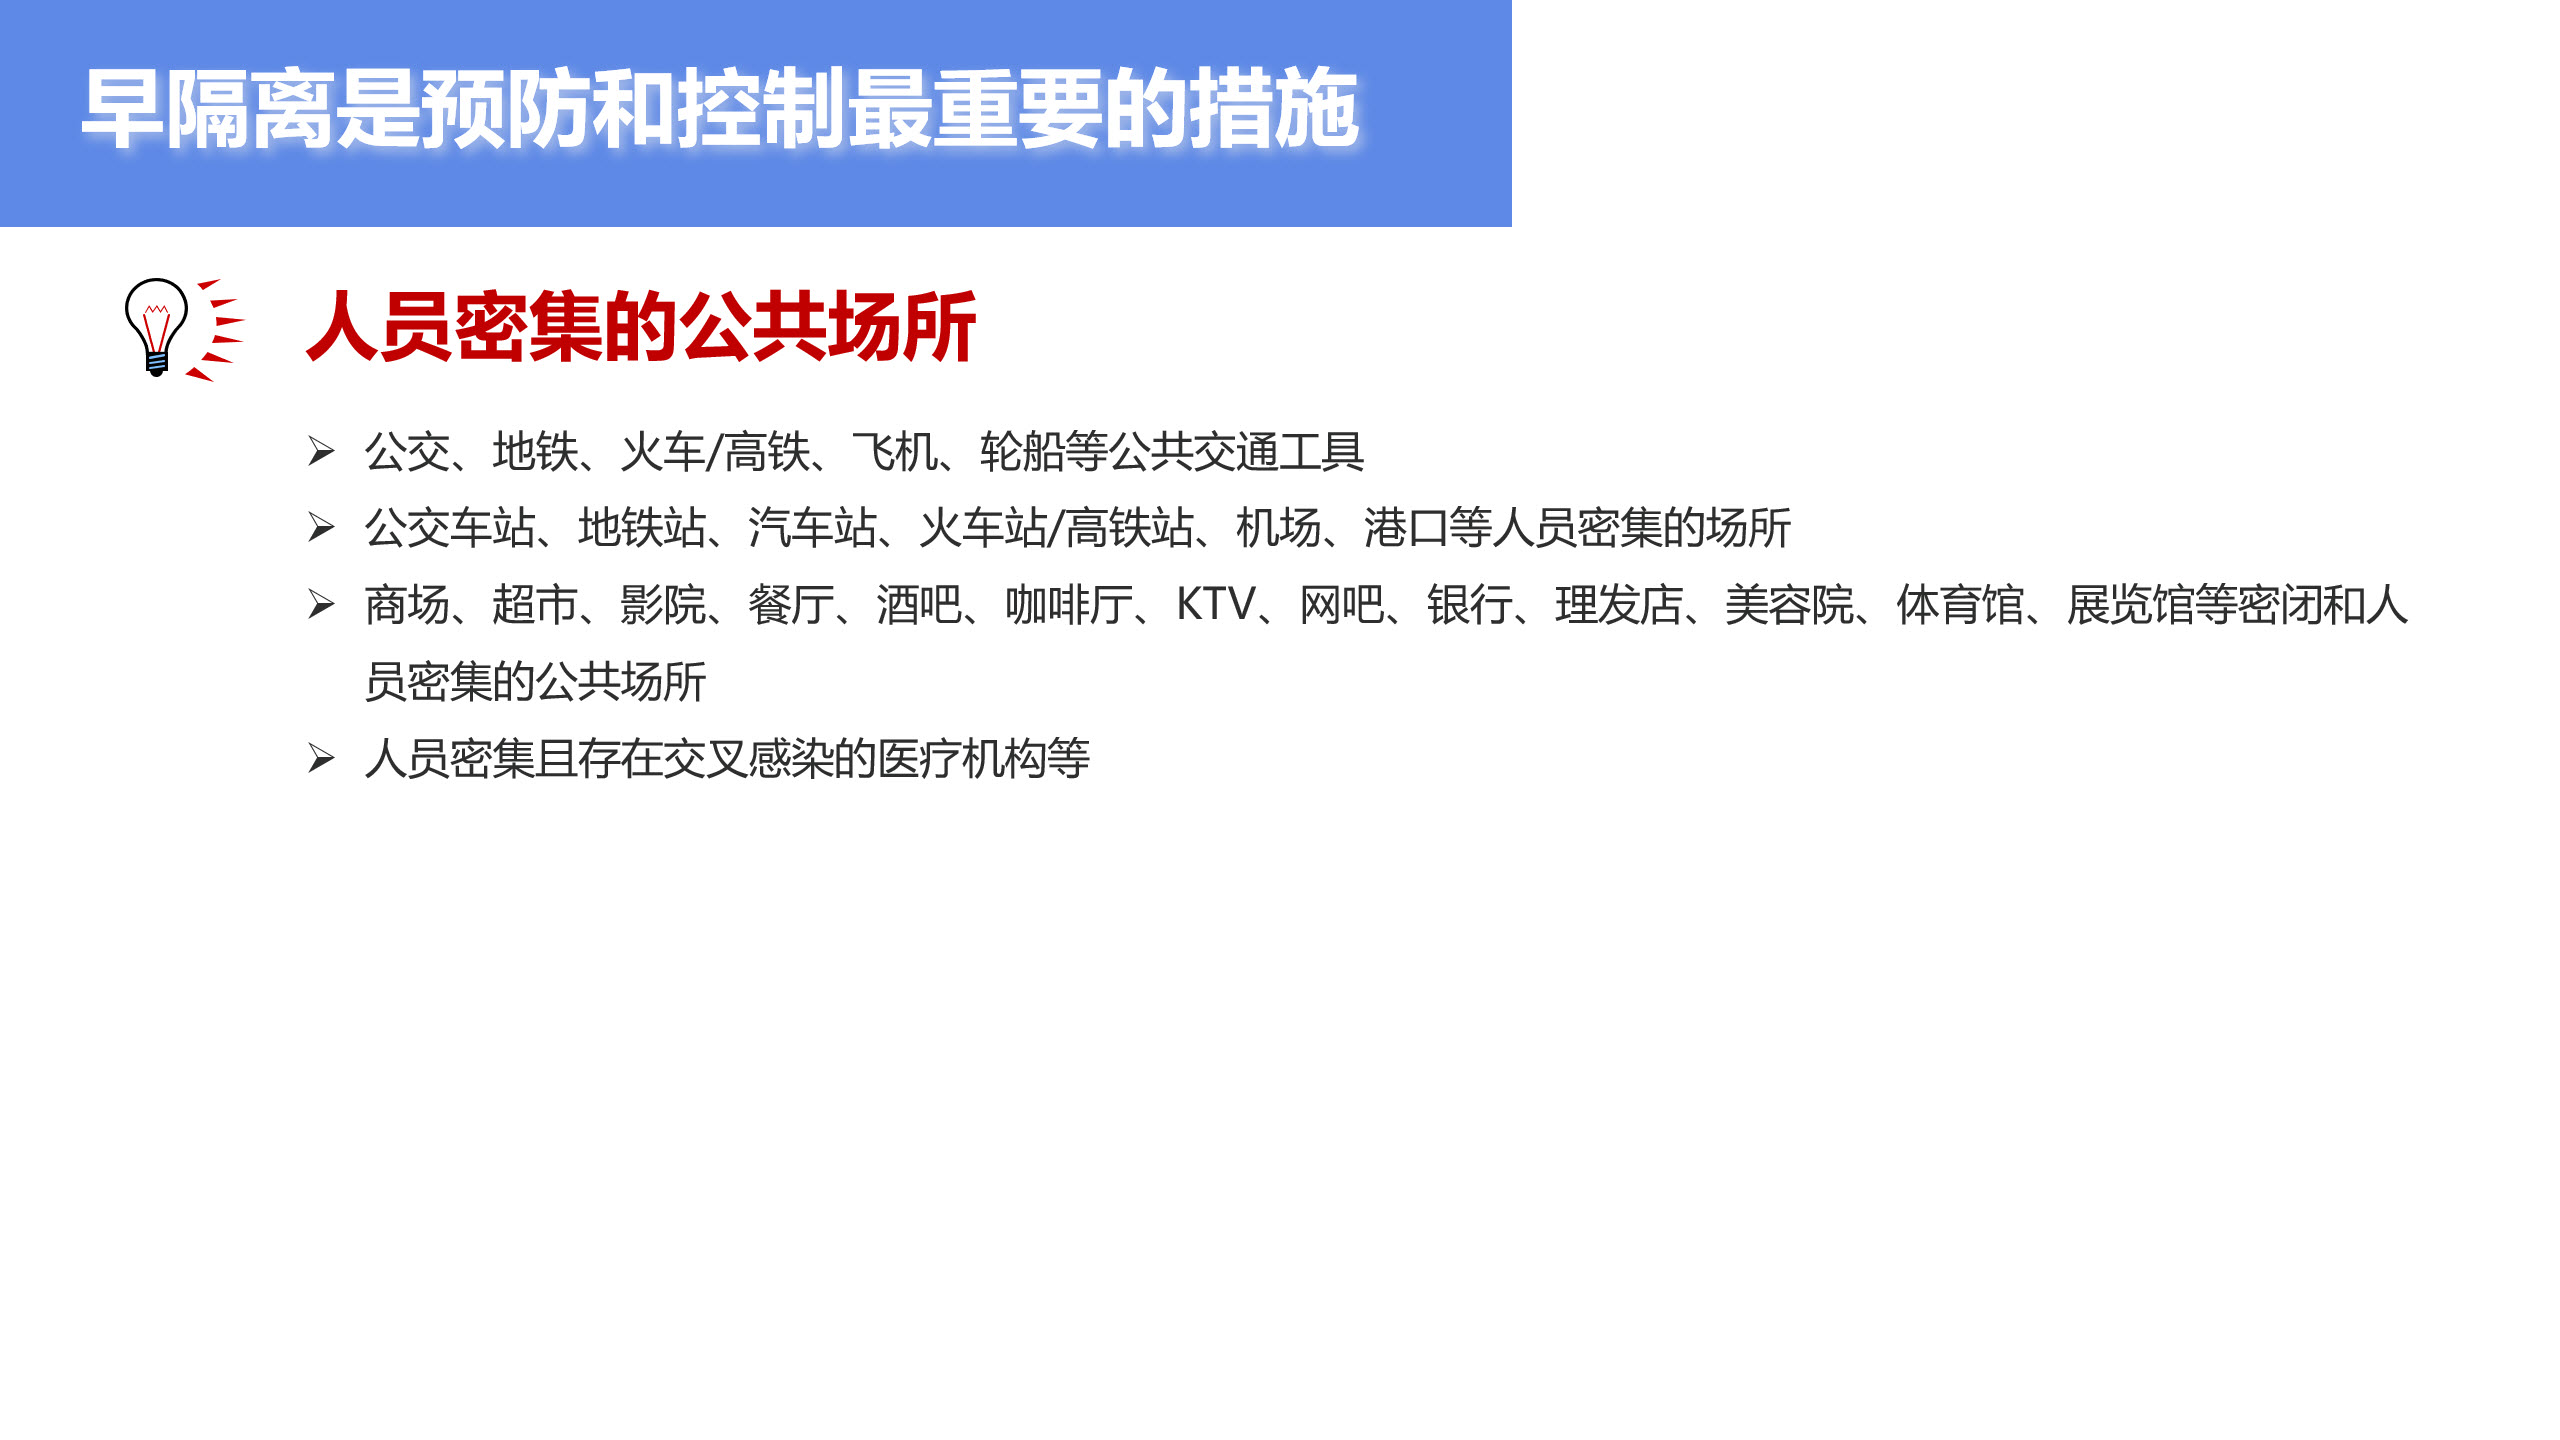 早隔离是预防和控制最重要的措施
人员密集的公共场所
公交、地铁、火车/高铁、飞机、轮船等公共交通工具
公交车站、地铁站、汽车站、火车站/高铁站、机场、港口等人员密集的场所
商场、超市、影院、餐厅、酒吧、咖啡厅、KTV、网吧、银行、理发店、美容院、体育馆、展览馆等密闭和人
员密集的公共场所
人员密集且存在交叉感染的医疗机构等